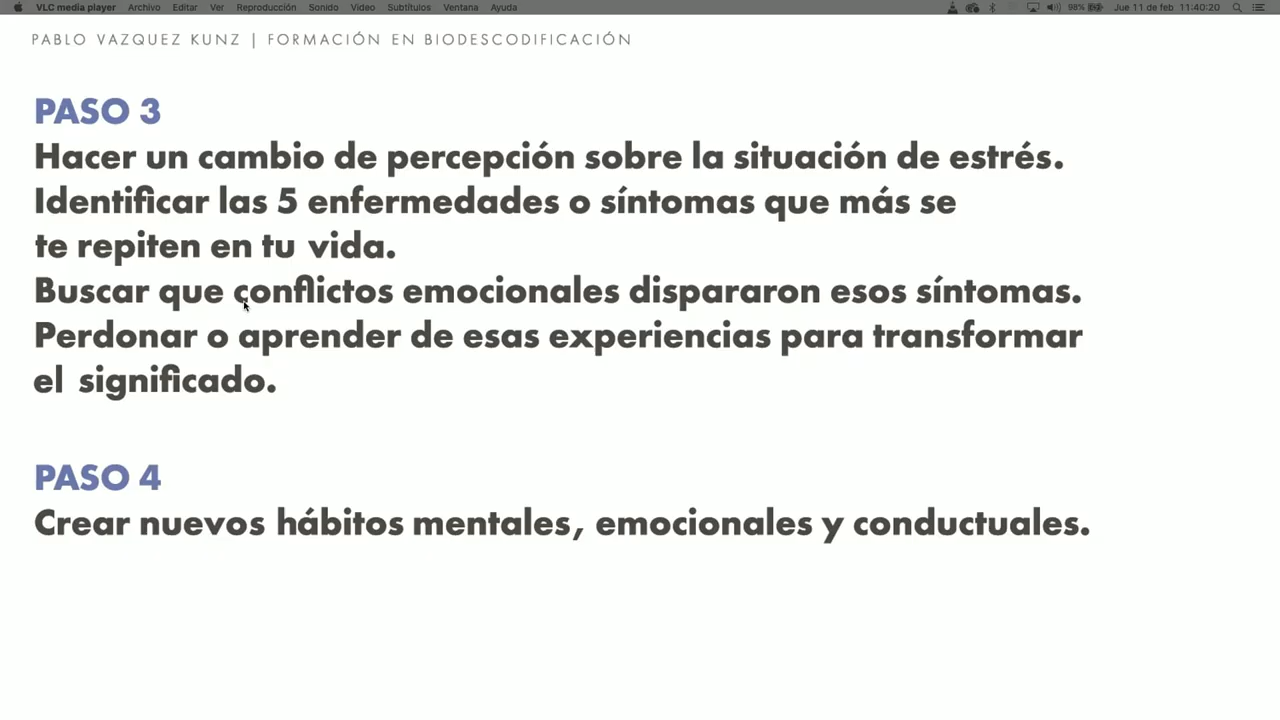 VLC media player Archivo Editar Ver Reproducción Sonido Video Subtítulos Ventana Ayuda 98% Jue 11 de feb 11:40:20
PABLO VAZQUEZ KUNZ | FORMACIÓN EN BIODESCODIFICACIÓN
PASO 3
Hacer un cambio de percepción sobre la situación de estrés.
Identificar las 5 enfermedades o síntomas que más se
te repiten en tu vida.
Buscar que conflictos emocionales dispararon esos síntomas.
Perdonar o aprender de esas experiencias para transformar
el significado.
PASO 4
Crear nuevos hábitos mentales, emocionales y conductuales.